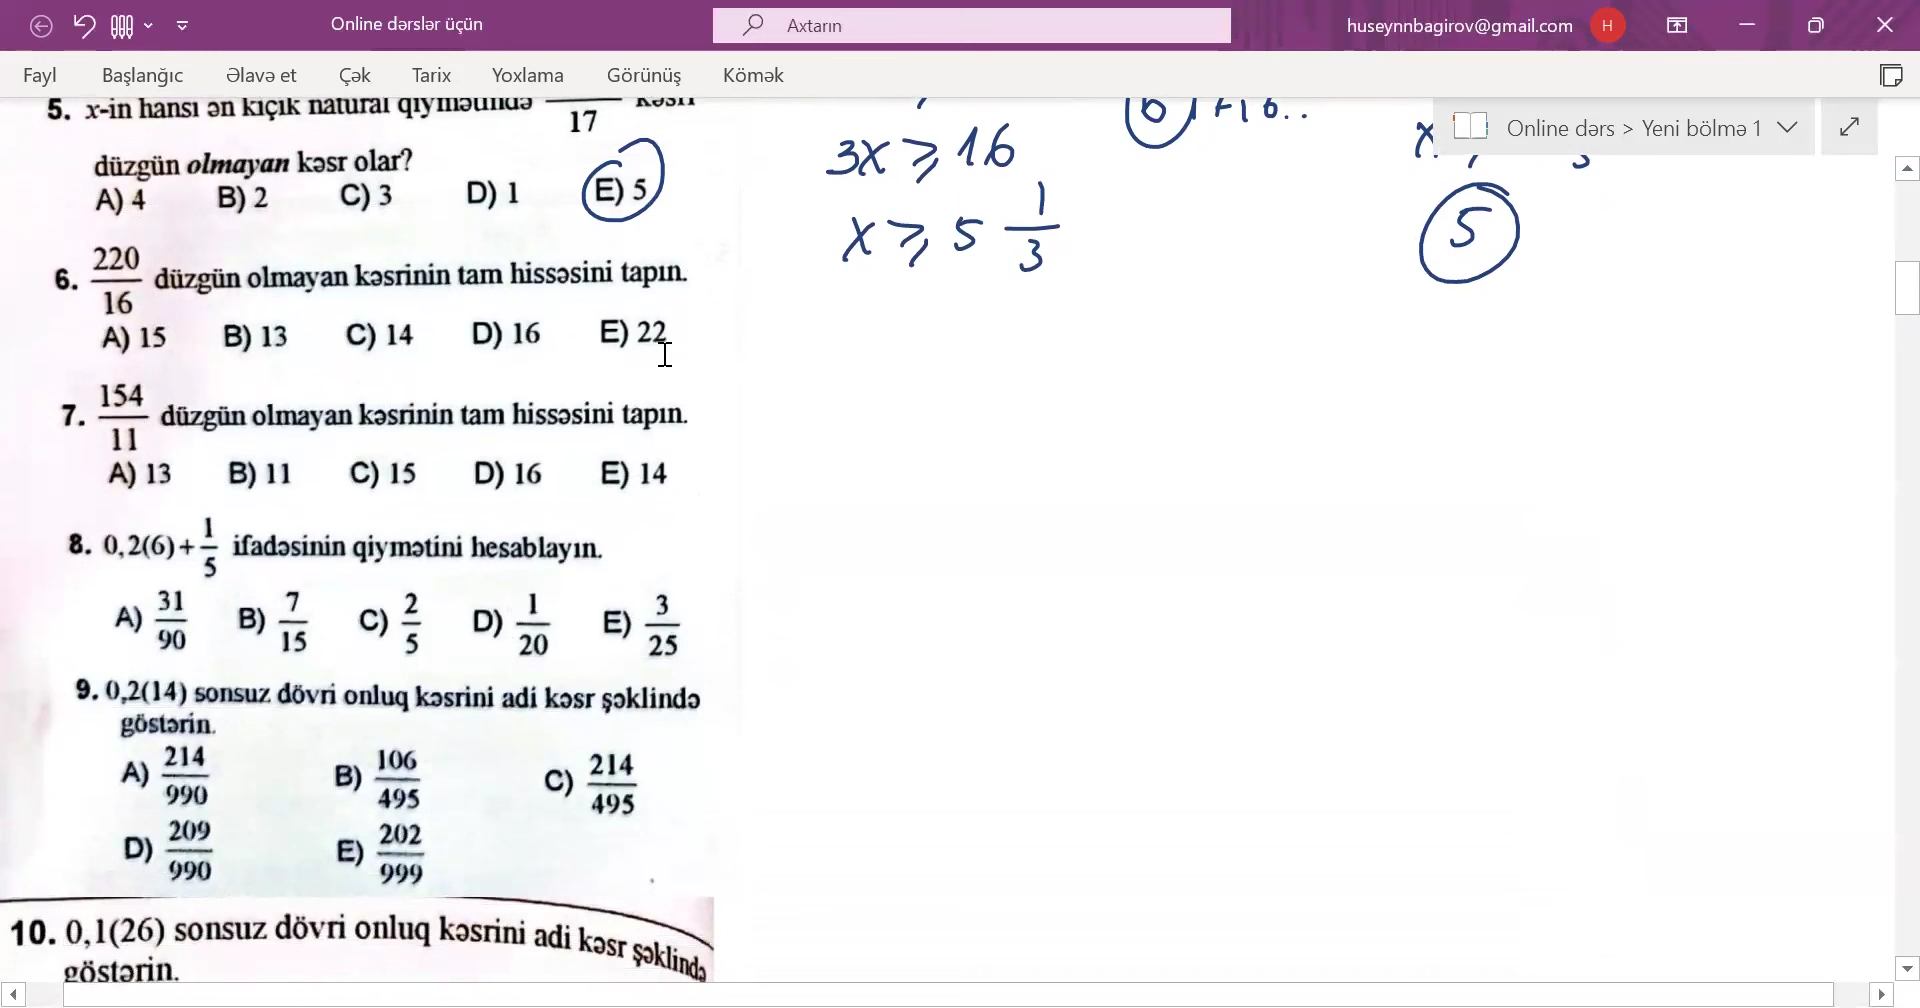 Online dərslər üçün
Axtarın
huseynnbagirov@gmail.com
H
Fayl Başlanğıc Əlavə et Çək Tarix Yoxlama Görünüş Kömək
Online dərs > Yeni bölmə 1
5. x-in hansı ən kiçik natural qiymətində 17 kəsri
düzgün olmayan kəsr olar?
A) 4 B) 2 C) 3 D) 1 E) 5
6. 220/16 düzgün olmayan kəsrinin tam hissəsini tapın.
A) 15 B) 13 C) 14 D) 16 E) 22
7. 154/11 düzgün olmayan kəsrinin tam hissəsini tapın.
A) 13 B) 11 C) 15 D) 16 E) 14
8. 0,2(6)+1/5 ifadəsinin qiymətini hesablayın.
A) 31/90 B) 7/15 C) 2/5 D) 1/20 E) 3/25
9. 0,2(14) sonsuz dövri onluq kəsrini adi kəsr şəklində
göstərin.
A) 214/990 B) 106/495 C) 214/495
D) 209/990 E) 202/999
10. 0,1(26) sonsuz dövri onluq kəsrini adi kəsr şəklində
göstərin.
3x ⩾ 16
x ⩾ 5 1/3
6
5